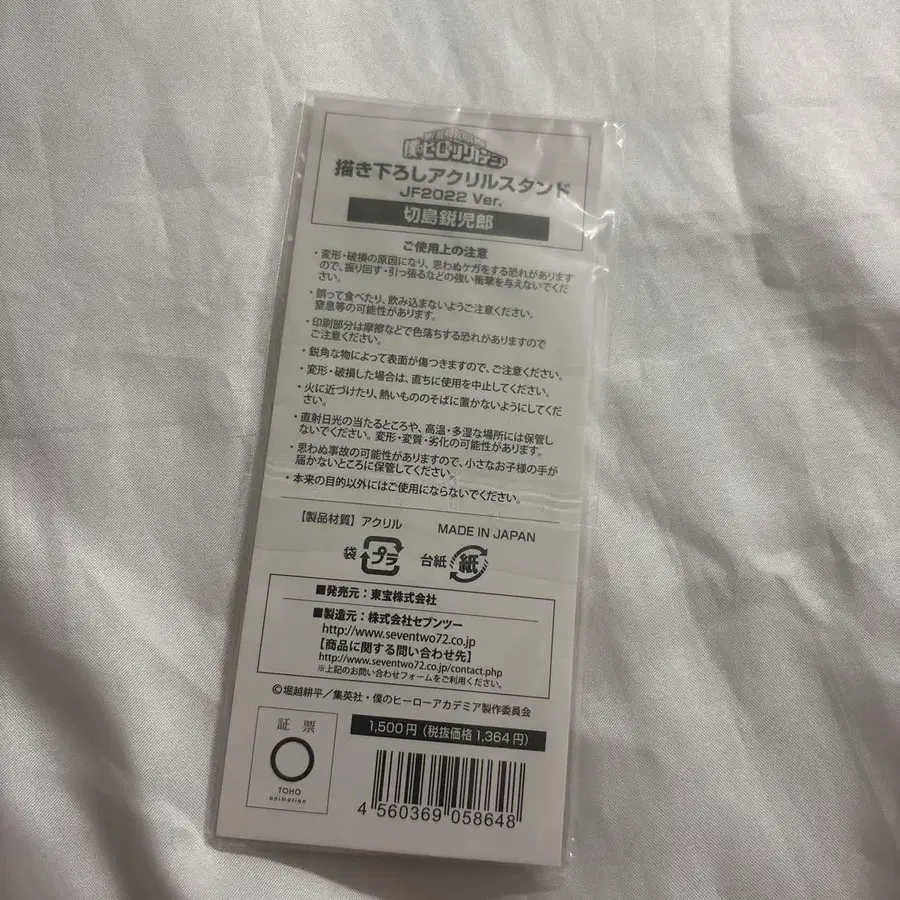 僕のヒーローアカデミア
描き下ろしアクリルスタンド
JF2022 Ver.
切島鋭児郎
ご使用上の注意
・変形・破損の原因になり、思わぬケガをする恐れがあります
ので、振り回す・引っ張るなどの強い衝撃を与えないでくだ
さい。
・誤って食べたり、飲み込まないようご注意ください。
窒息等の可能性があります。
・印刷部分は摩擦などで色落ちする恐れがありますので
ご注意ください。
・鋭角な物によって表面が傷つきますので、ご注意ください。
・変形・破損した場合は、直ちに使用を中止してください。
・火に近づけたり、熱いもののそばに置かないようにしてくだ
さい。
・直射日光の当たるところや、高温・多湿な場所には保管し
ないでください。変形・変質・劣化の可能性があります。
・思わぬ事故の可能性がありますので、小さなお子様の手が
届かないところに保管してください。
・本来の目的以外にはご使用にならないでください。
【製品材質】アクリル MADE IN JAPAN
袋 プラ 台紙 紙
■発売元：東宝株式会社
■製造元：株式会社セブンツー
http://www.seventwo72.co.jp
【商品に関する問い合わせ先】
http://www.seventwo72.co.jp/contact.php
※上記のお問い合わせフォームをご利用ください。
©堀越耕平／集英社・僕のヒーローアカデミア製作委員会
1,500円（税抜価格1,364円）
証票
TOHO
animation
4 560369 058648